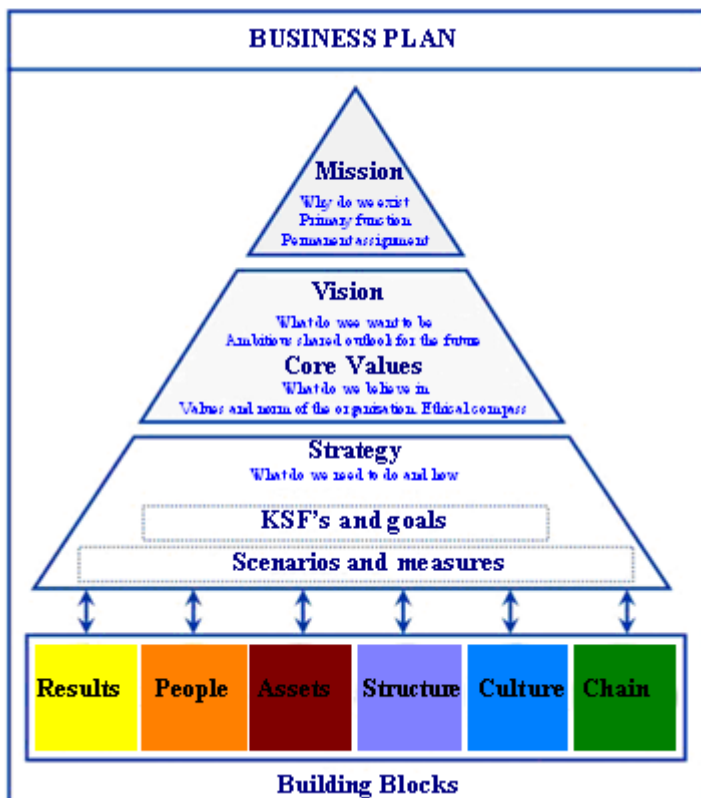 BUSINESS PLAN
Mission
Why do we exist
Primary function
Permanent assignment
Vision
What do wee want to be
Ambitious shared outlook for the future
Core Values
What do we believe in
Values and norm of the organisation. Ethical compass
Strategy
What do we need to do and how
KSF's and goals
Scenarios and measures
Results People Assets Structure Culture Chain
Building Blocks